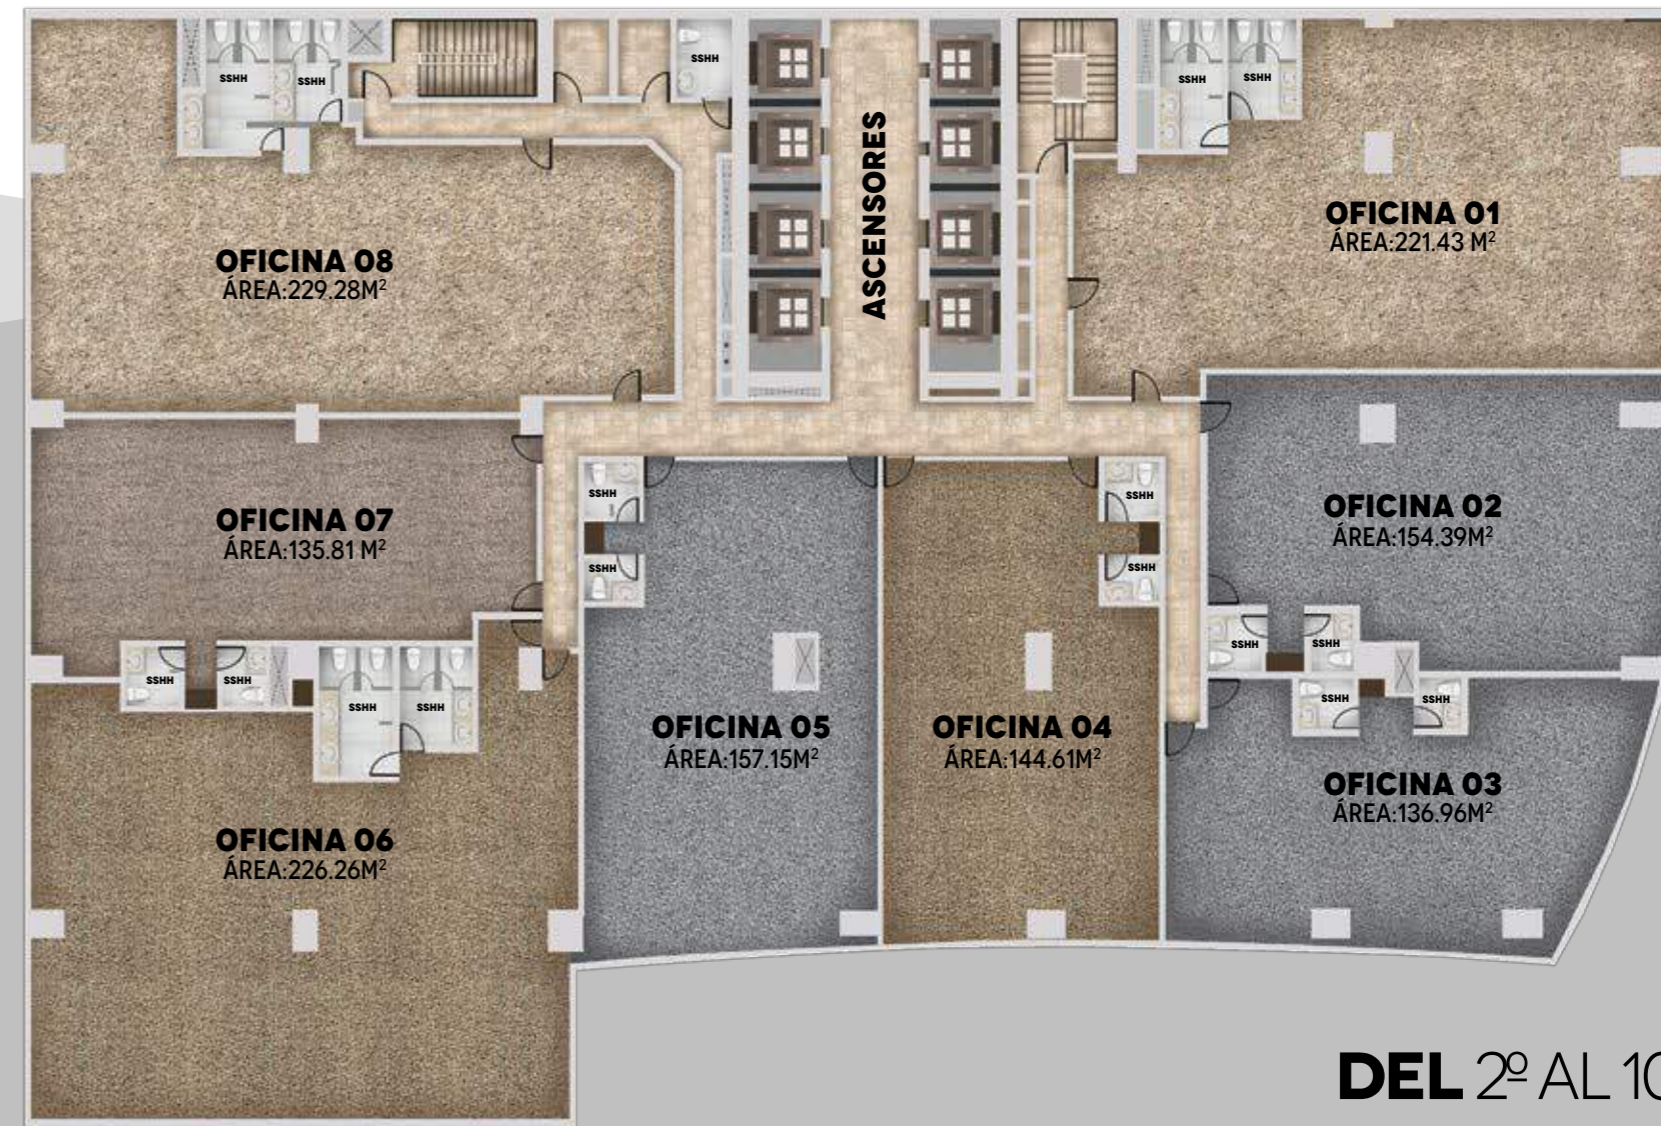 SSHH
SSHH
SSHH
SSHH
SSHH
ASCENSORES
OFICINA 01
ÁREA:221.43 M²
OFICINA 08
ÁREA:229.28M²
OFICINA 07
ÁREA:135.81 M²
SSHH
SSHH
SSHH
SSHH
OFICINA 02
ÁREA:154.39M²
SSHH
SSHH
SSHH
SSHH
SSHH
SSHH
SSHH
SSHH
OFICINA 05
ÁREA:157.15M²
OFICINA 04
ÁREA:144.61M²
OFICINA 03
ÁREA:136.96M²
OFICINA 06
ÁREA:226.26M²
DEL 2º AL 10